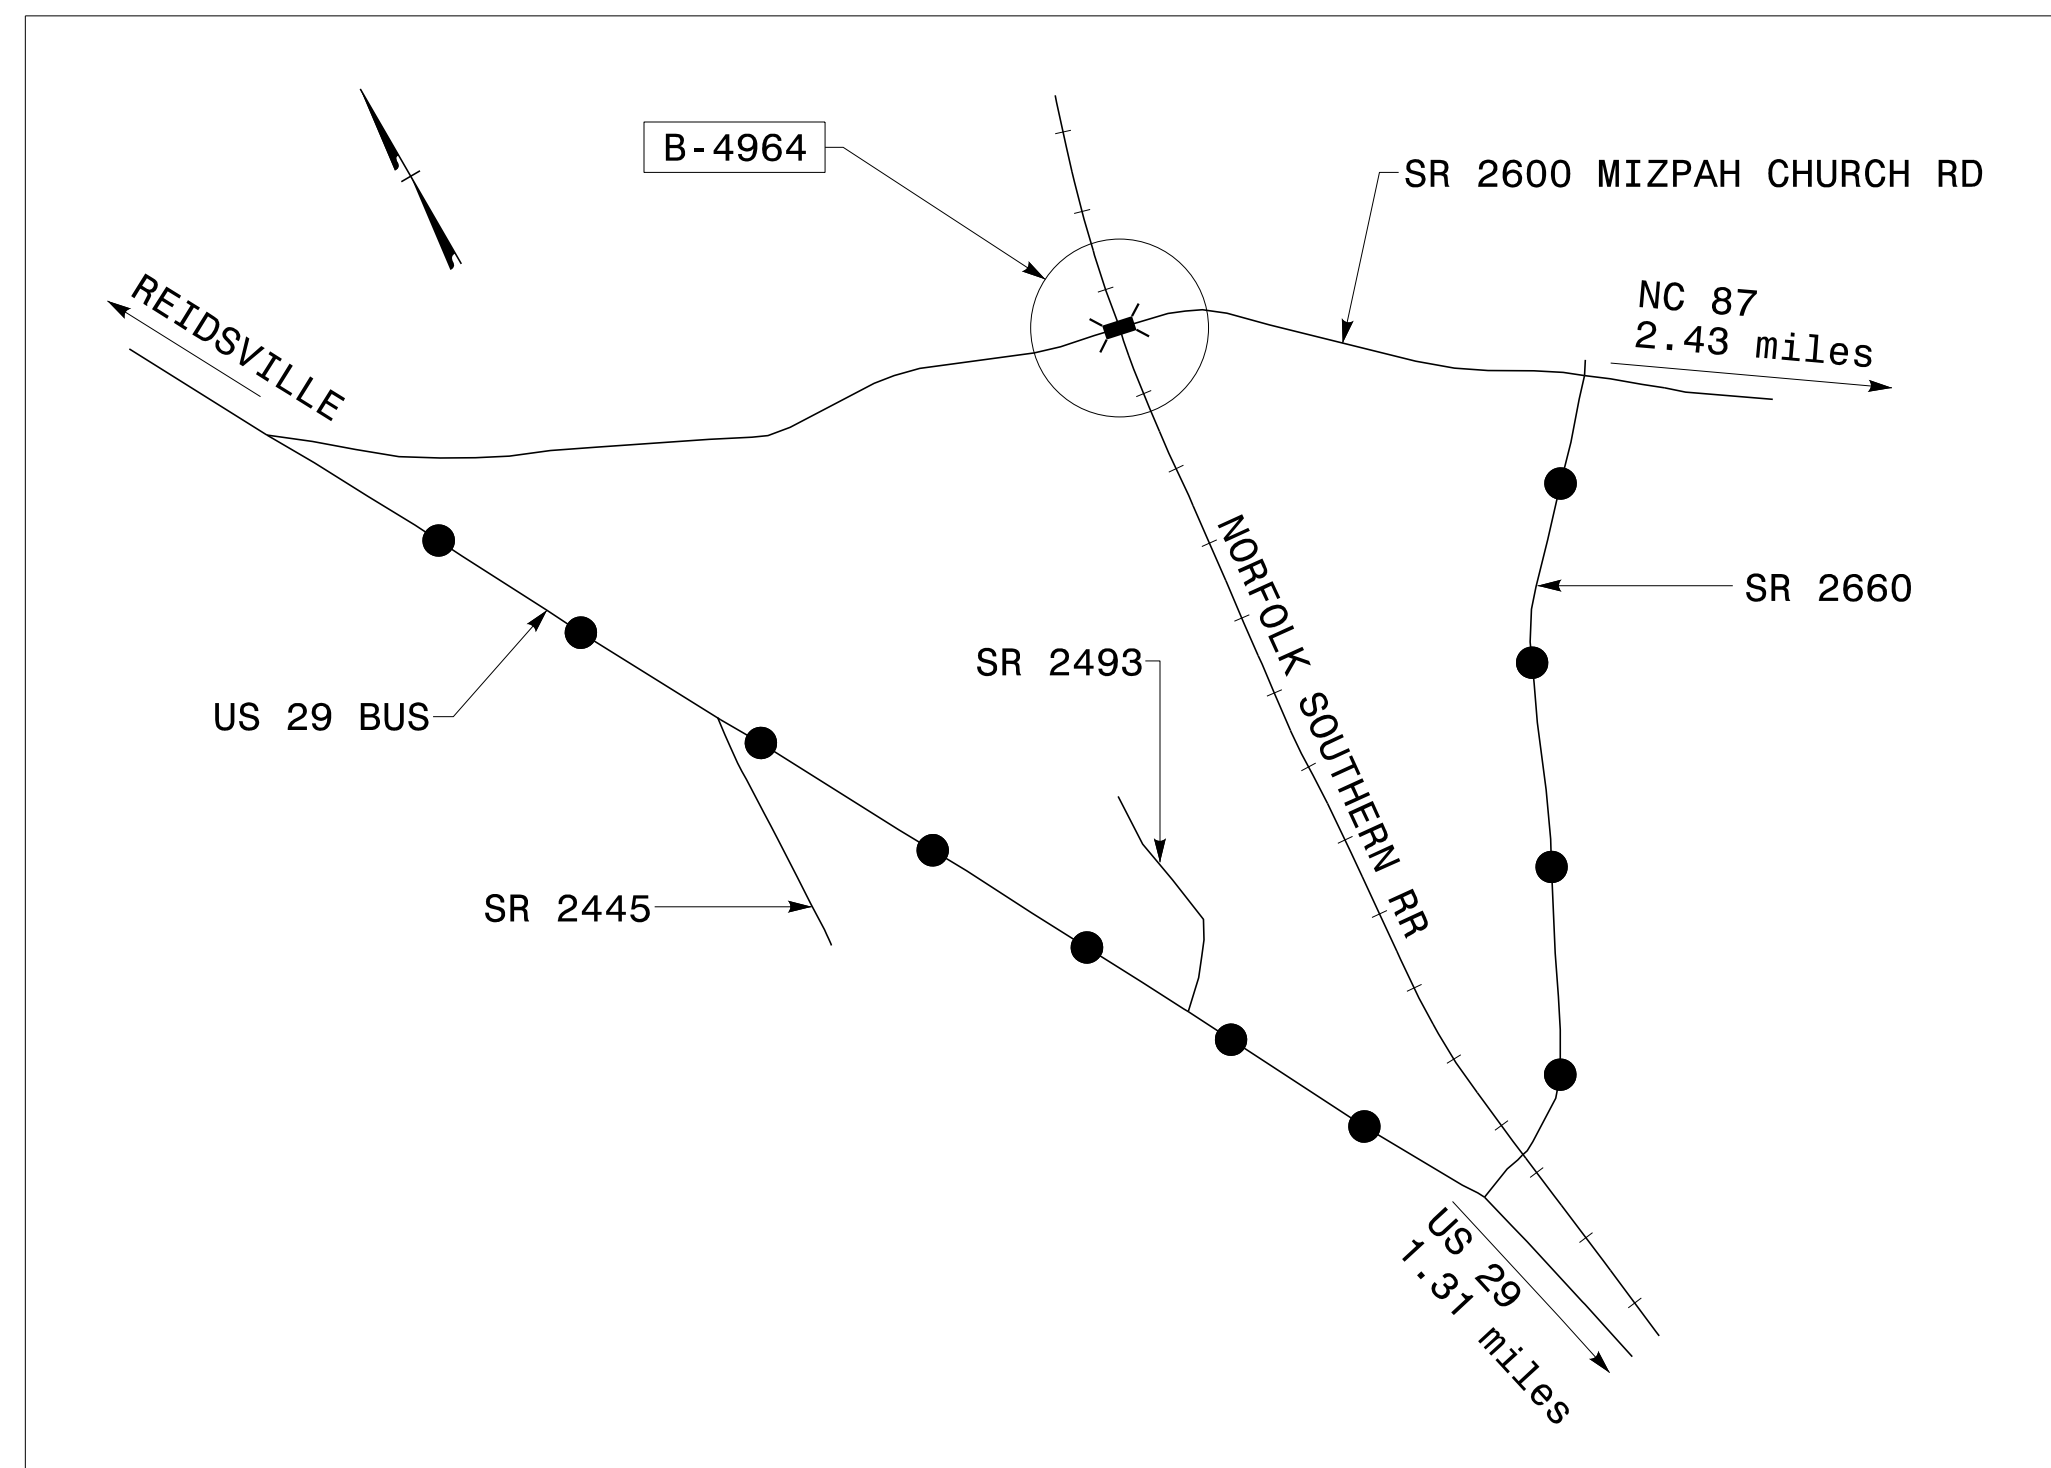 B-4964
SR 2600 MIZPAH CHURCH RD
REIDSVILLE
NC 87
2.43 miles
NORFOLK SOUTHERN RR
SR 2660
SR 2493
US 29 BUS
SR 2445
US 29
1.31 miles